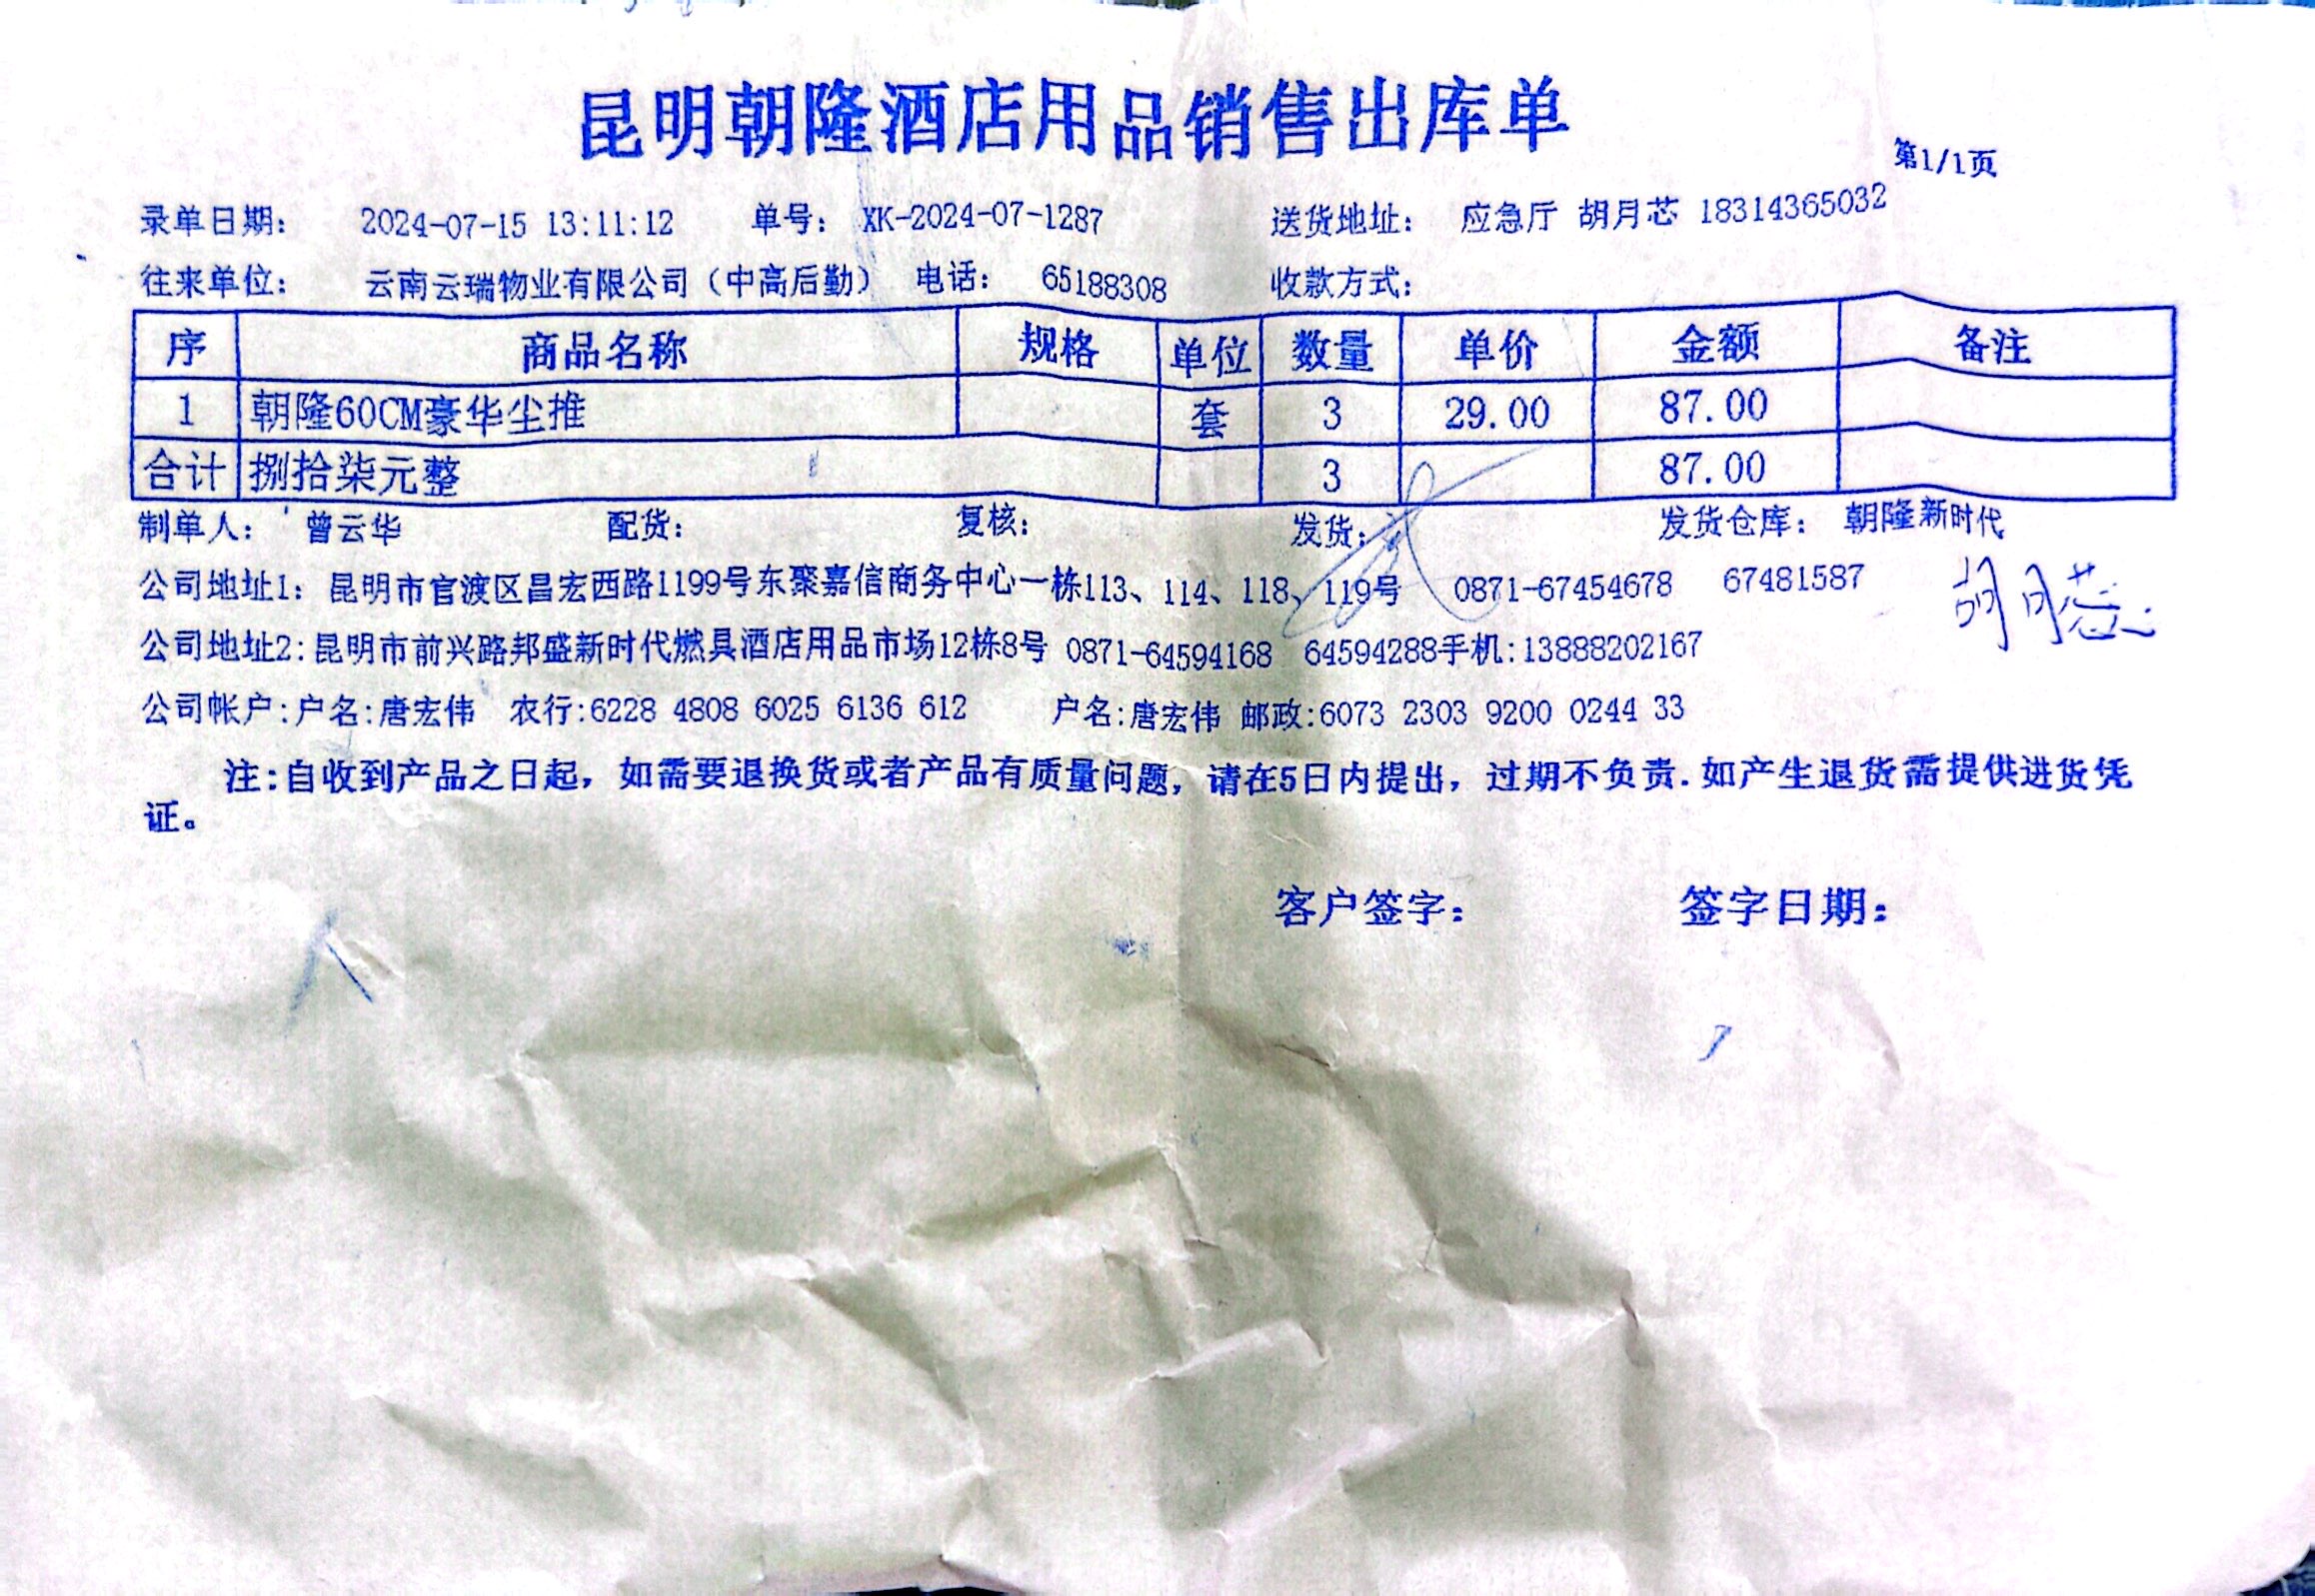 昆明朝隆酒店用品销售出库单
第1/1页
录单日期： 2024-07-15 13:11:12 单号： XK-2024-07-1287 送货地址： 应急厅 胡月芯 18314365032
往来单位： 云南云瑞物业有限公司（中高后勤） 电话： 65188308 收款方式：
序 商品名称 规格 单位 数量 单价 金额 备注
1 朝隆60CM豪华尘推 套 3 29.00 87.00
合计 捌拾柒元整 3 87.00
制单人： 曾云华 配货： 复核： 发货： 发货仓库： 朝隆新时代
公司地址1：昆明市官渡区昌宏西路1199号东聚嘉信商务中心一栋113、114、118、119号 0871-67454678 67481587
胡月芯
公司地址2:昆明市前兴路邦盛新时代燃具酒店用品市场12栋8号 0871-64594168 64594288手机:13888202167
公司帐户:户名:唐宏伟 农行:6228 4808 6025 6136 612 户名:唐宏伟 邮政:6073 2303 9200 0244 33
注:自收到产品之日起，如需要退换货或者产品有质量问题，请在5日内提出，过期不负责.如产生退货需提供进货凭
证。
客户签字： 签字日期：